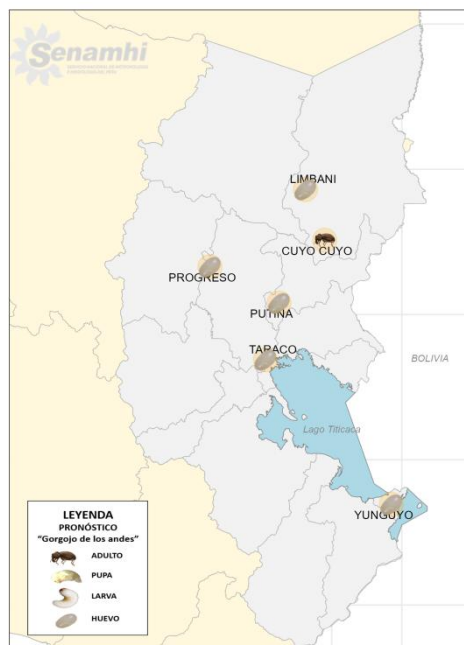 Senamhi
LIMBANI
CUYO CUYO
PROGRESO
PUTINA
TARACO
BOLIVIA
Lago Titicaca
YUNGUYO
LEYENDA
PRONÓSTICO
"Gorgojo de los andes"
ADULTO
PUPA
LARVA
HUEVO